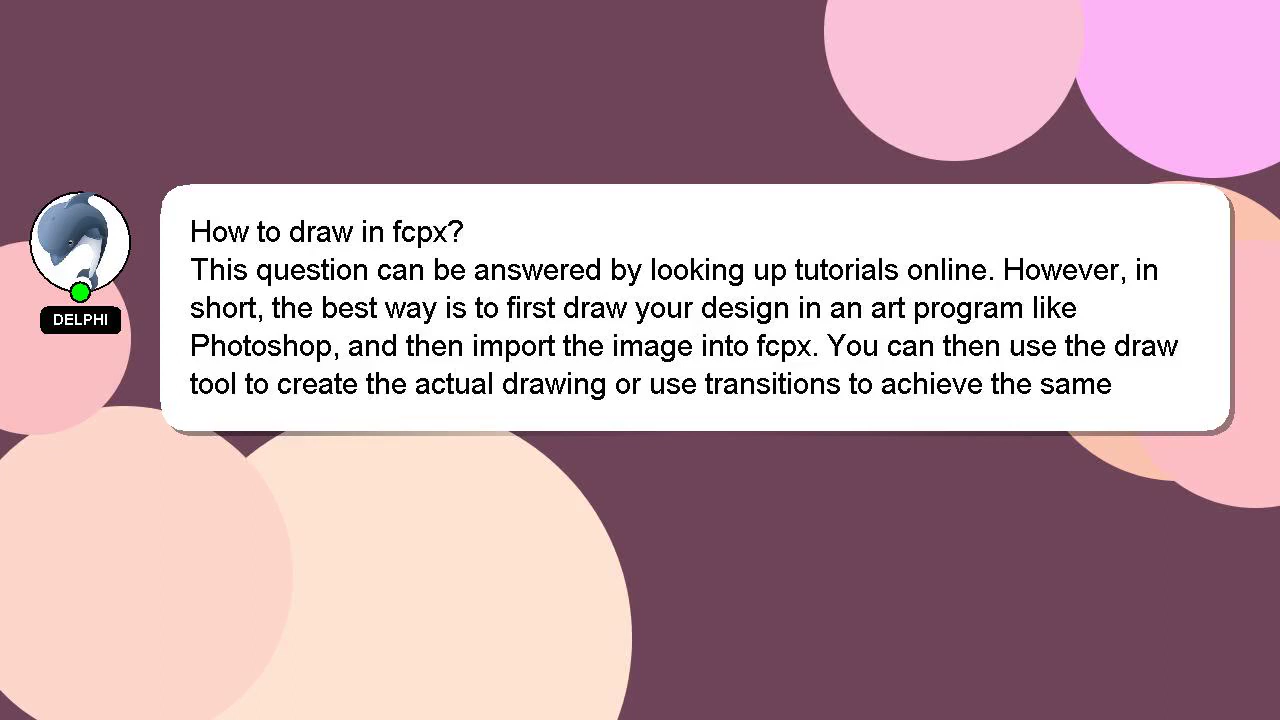 How to draw in fcpx?
This question can be answered by looking up tutorials online. However, in
short, the best way is to first draw your design in an art program like
Photoshop, and then import the image into fcpx. You can then use the draw
tool to create the actual drawing or use transitions to achieve the same
DELPHI